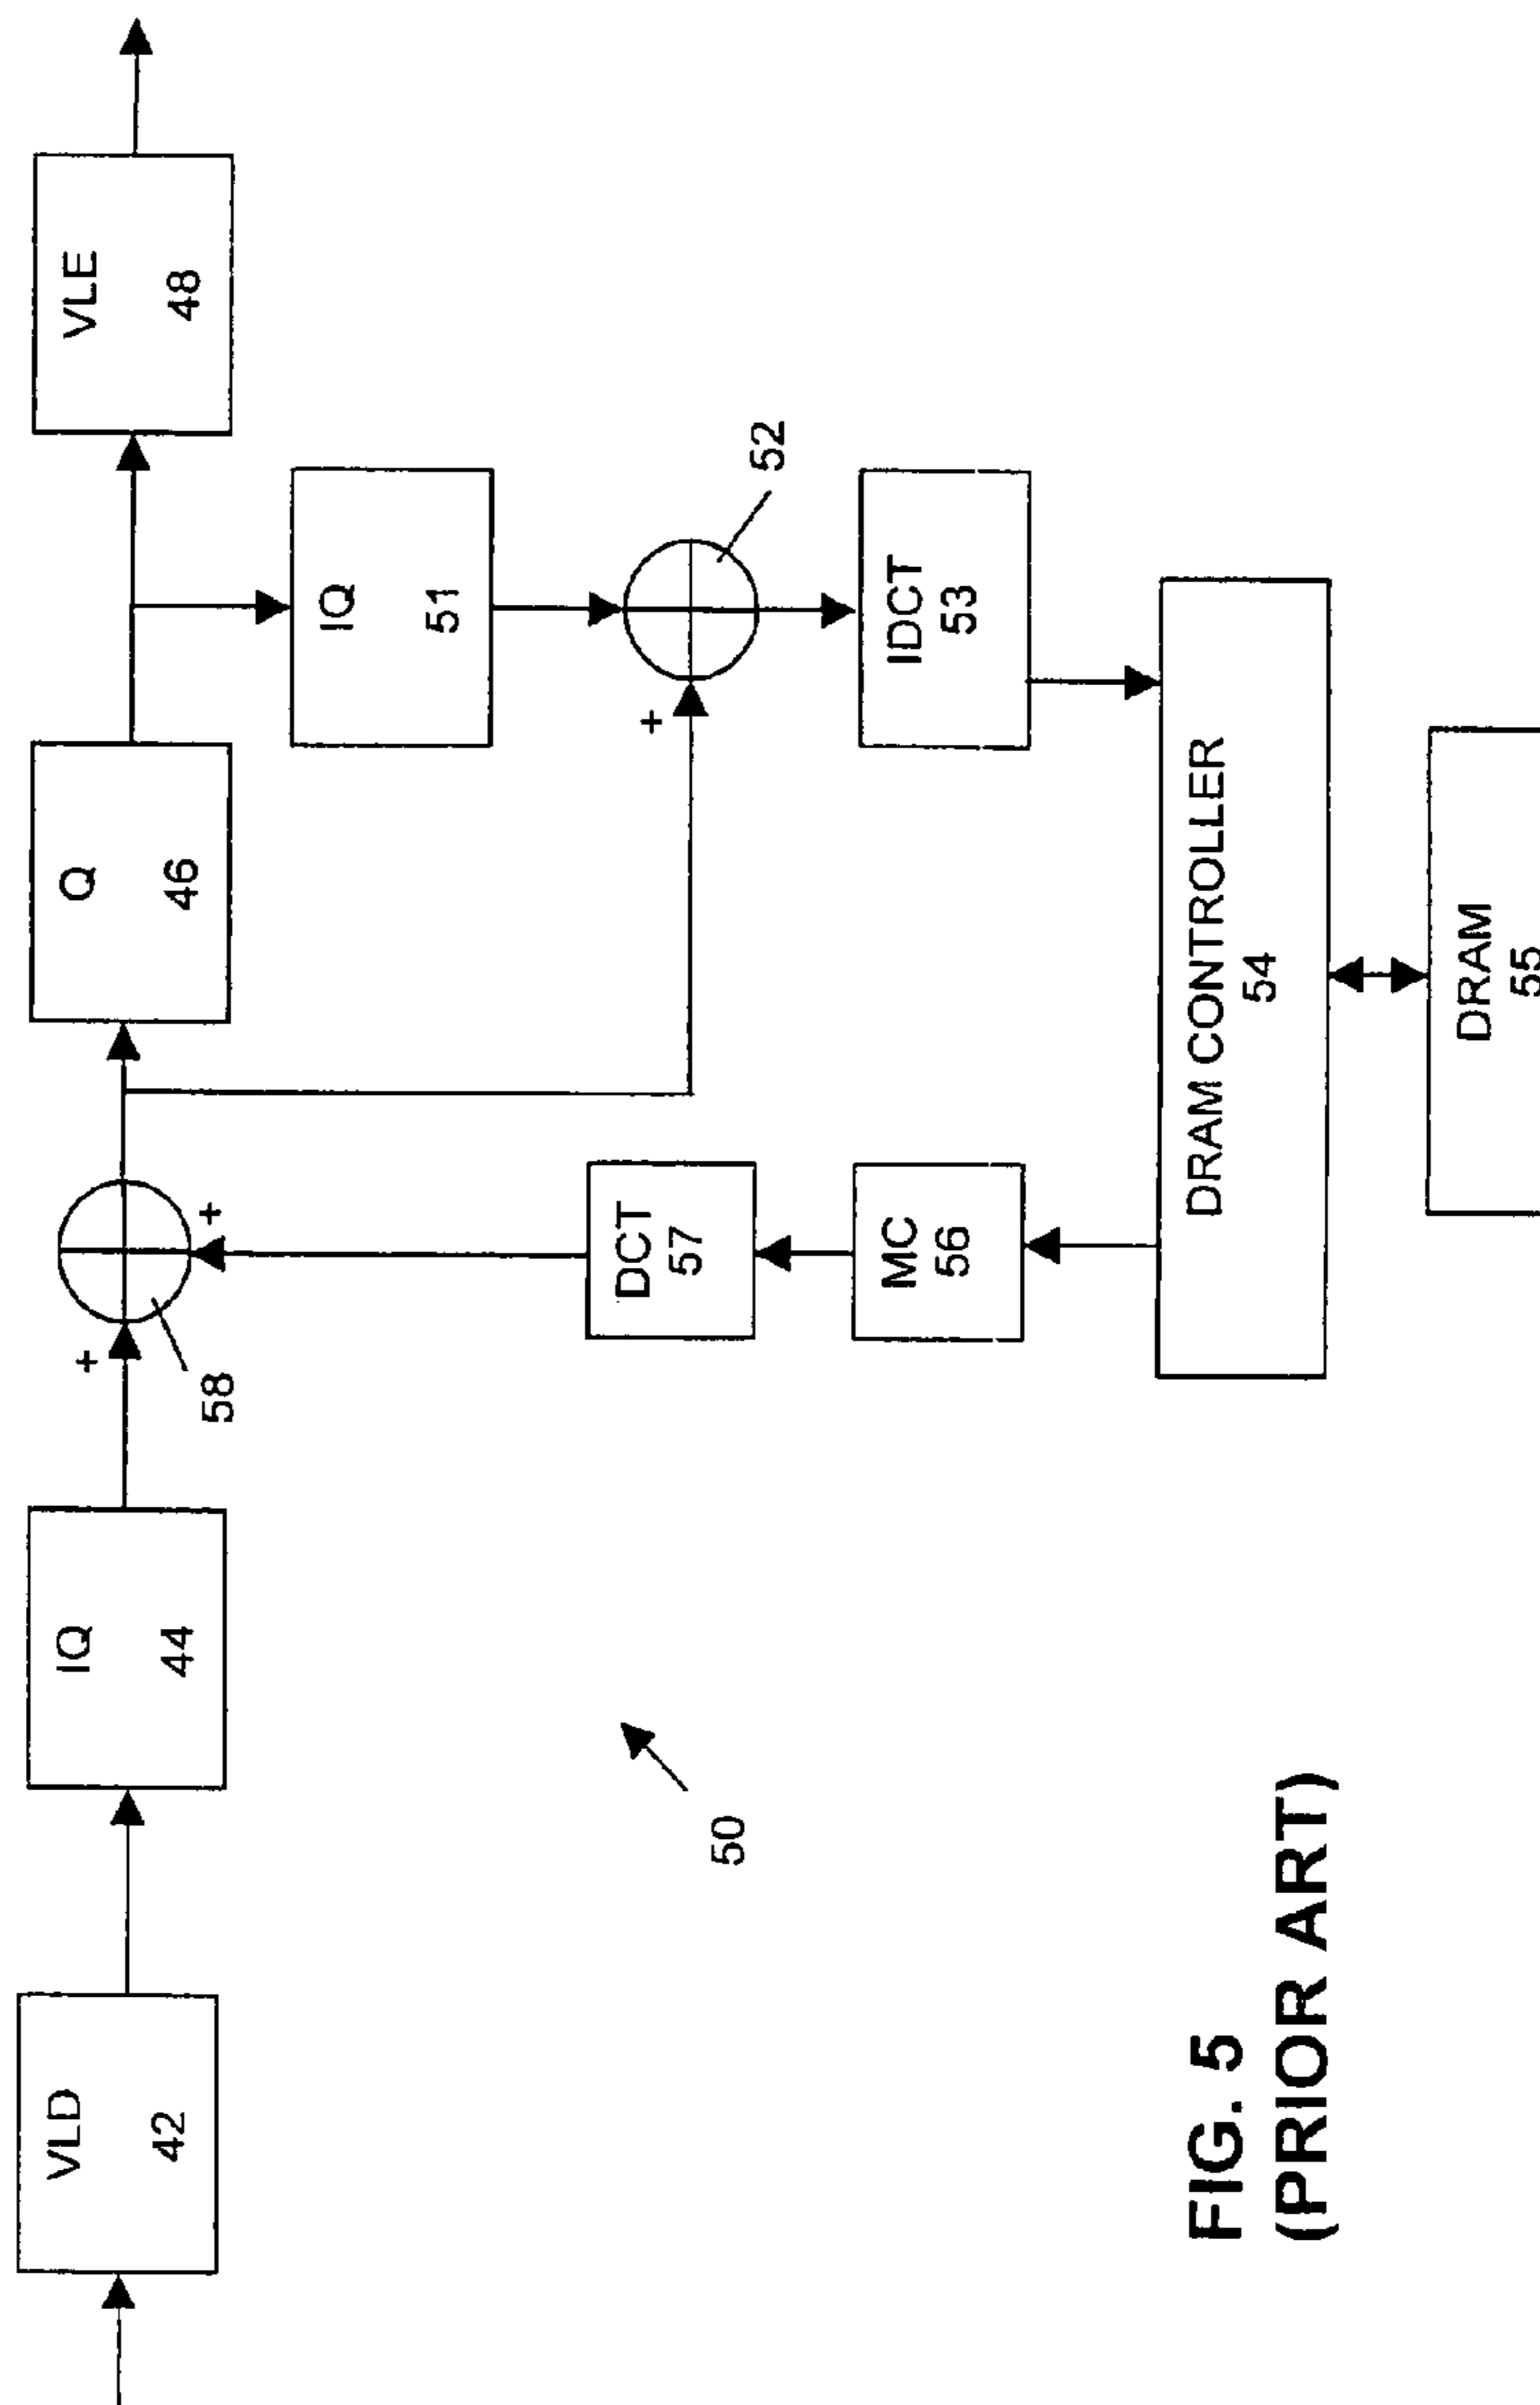 VLD
42
IQ
44
+
58
+
Q
46
VLE
48
IQ
51
+
52
DCT
57
IDCT
53
MC
56
50
DRAM CONTROLLER
54
DRAM
55
FIG. 5
(PRIOR ART)